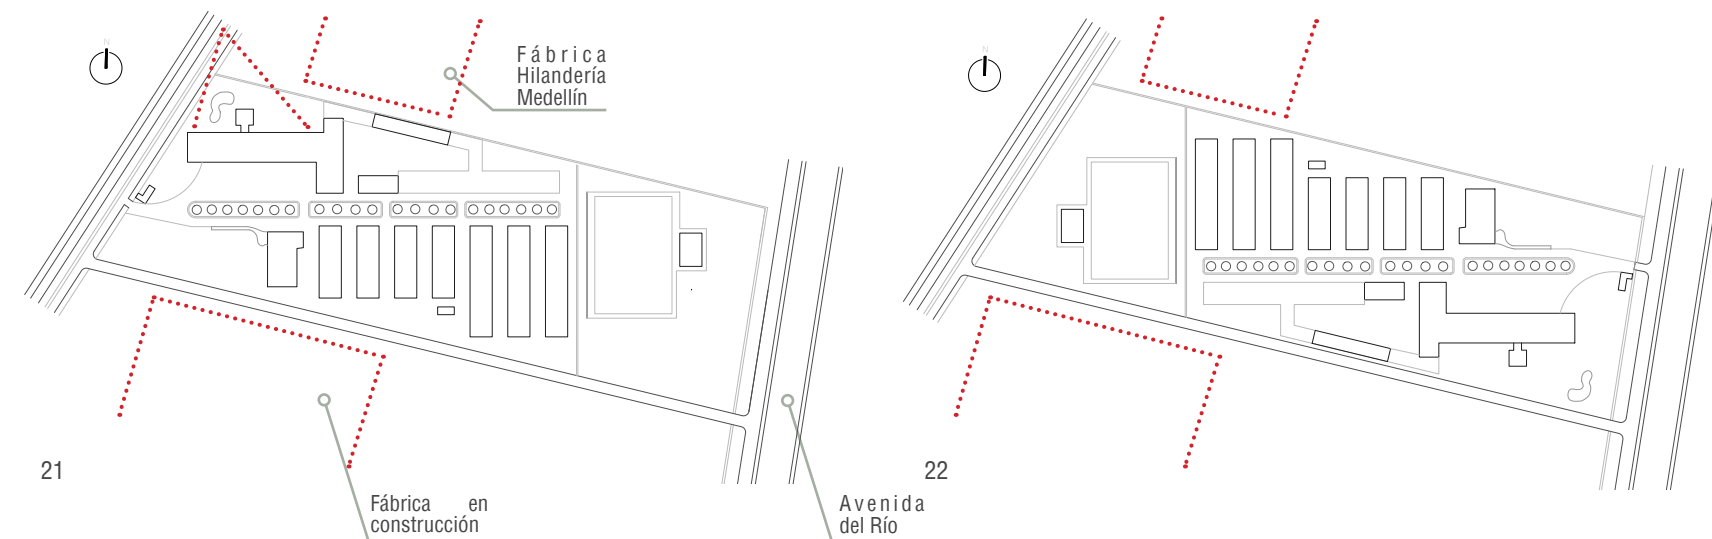 N
N
Fábrica
Hilandería
Medellín
21
22
Fábrica en
construcción
Avenida
del Río